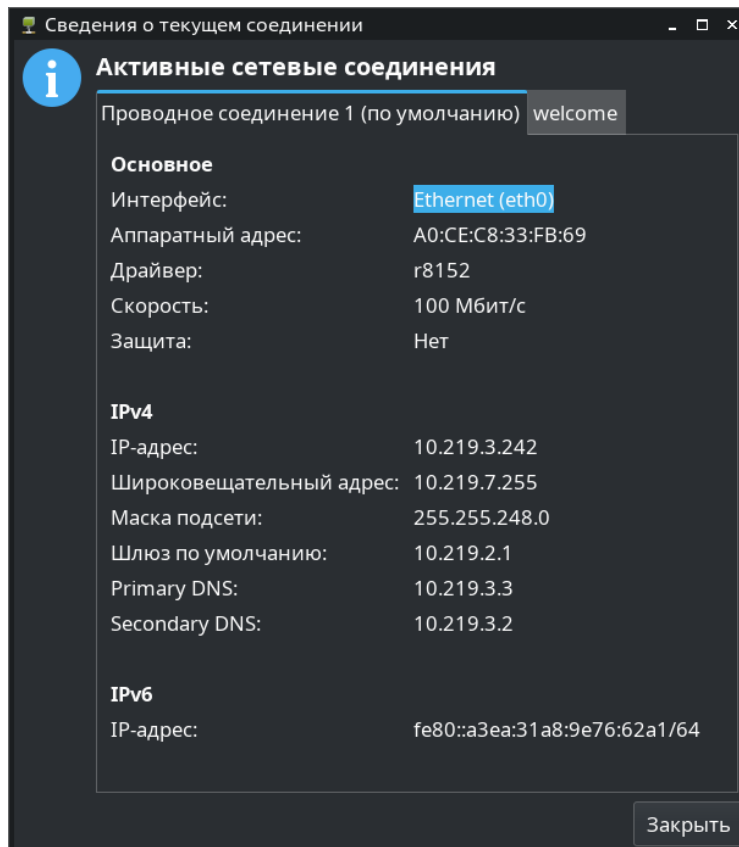 Сведения о текущем соединении
Активные сетевые соединения
Проводное соединение 1 (по умолчанию) welcome
Основное
Интерфейс: Ethernet (eth0)
Аппаратный адрес: A0:CE:C8:33:FB:69
Драйвер: r8152
Скорость: 100 Мбит/с
Защита: Нет
IPv4
IP-адрес: 10.219.3.242
Широковещательный адрес: 10.219.7.255
Маска подсети: 255.255.248.0
Шлюз по умолчанию: 10.219.2.1
Primary DNS: 10.219.3.3
Secondary DNS: 10.219.3.2
IPv6
IP-адрес: fe80::a3ea:31a8:9e76:62a1/64
Закрыть